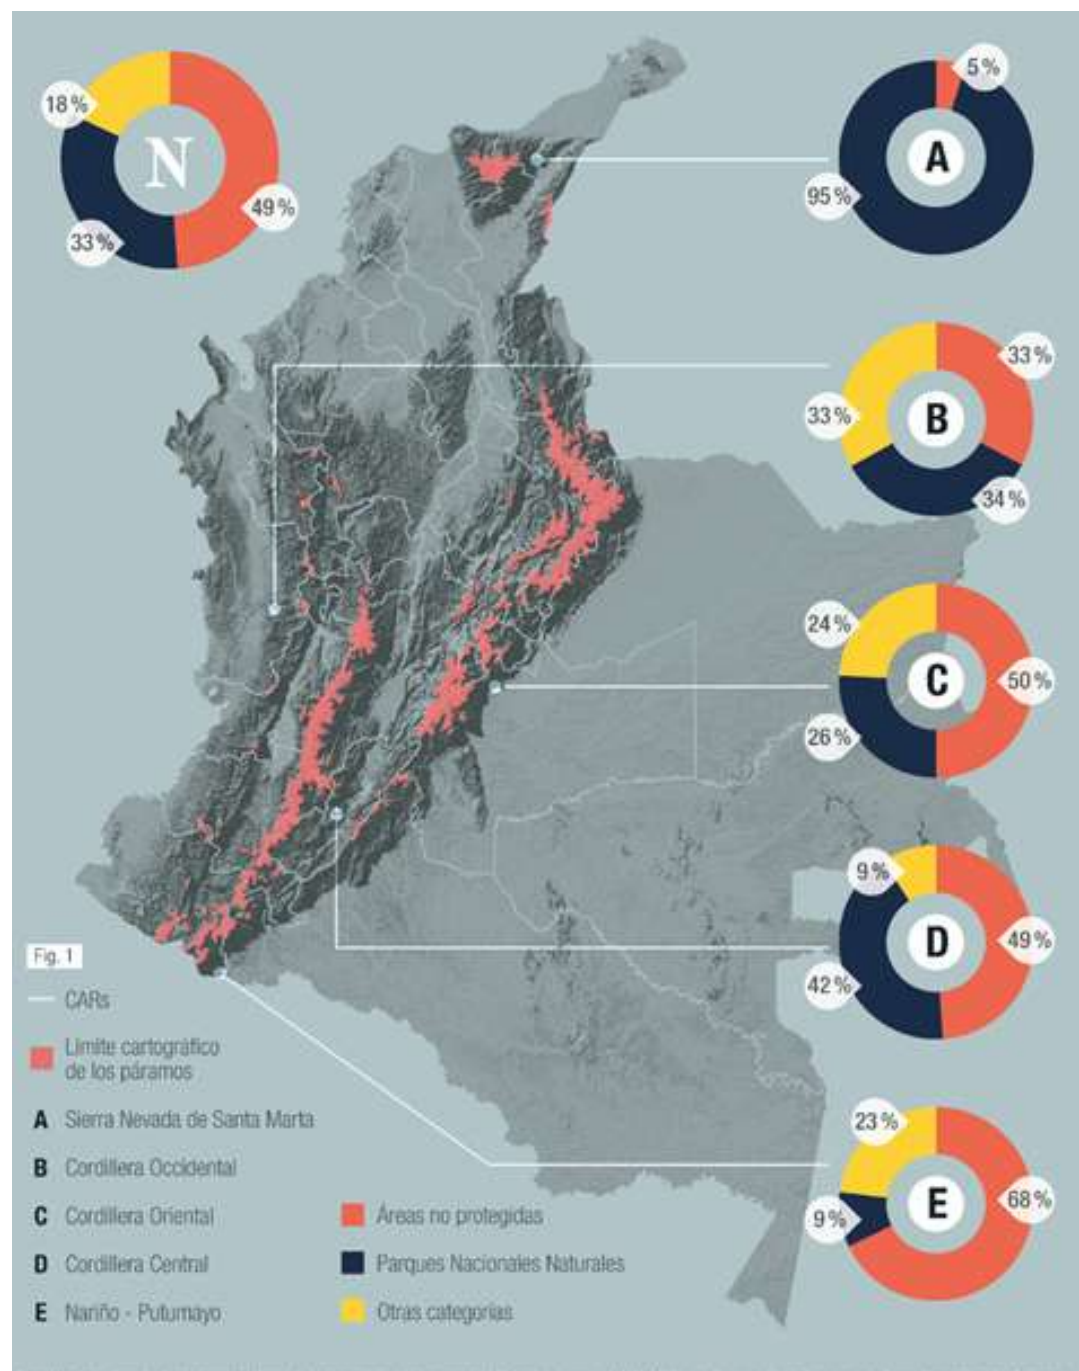 18 %
N
49 %
33 %
5 %
A
95 %
33 %
33 %
B
34 %
24 %
C
50 %
26 %
9 %
D
49 %
42 %
23 %
E
68 %
9 %
Fig. 1
CARs
Límite cartográfico
de los páramos
A Sierra Nevada de Santa Marta
B Cordillera Occidental
C Cordillera Oriental
D Cordillera Central
E Nariño - Putumayo
Áreas no protegidas
Parques Nacionales Naturales
Otras categorías